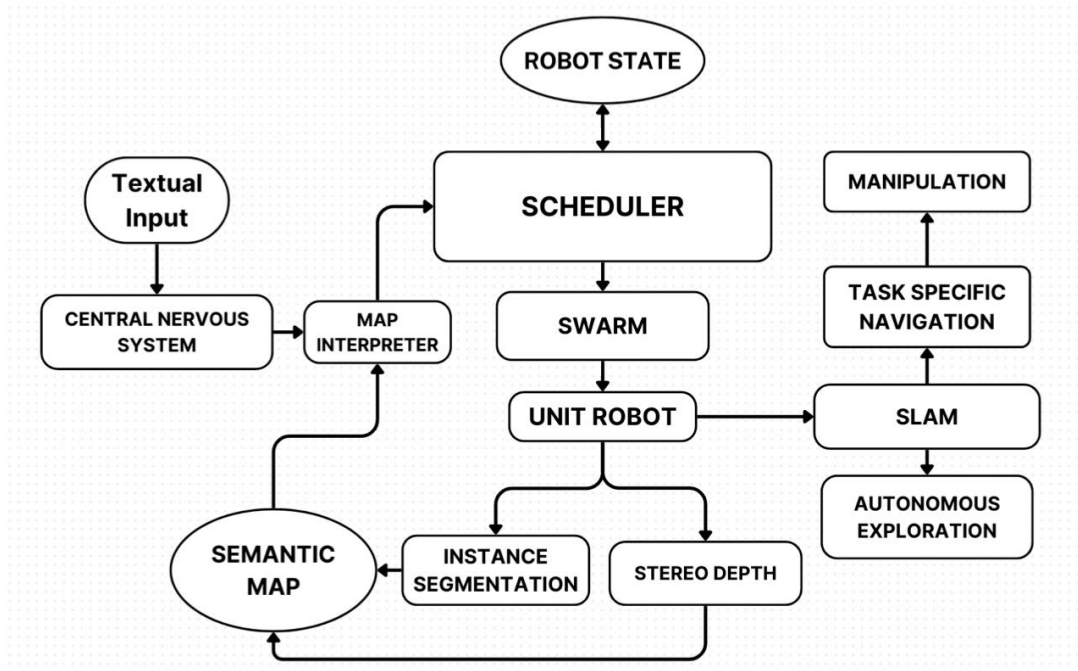 ROBOT STATE
Textual
Input
SCHEDULER
MANIPULATION
CENTRAL NERVOUS
SYSTEM
MAP
INTERPRETER
SWARM
TASK SPECIFIC
NAVIGATION
UNIT ROBOT
SLAM
AUTONOMOUS
EXPLORATION
SEMANTIC
MAP
INSTANCE
SEGMENTATION
STEREO DEPTH